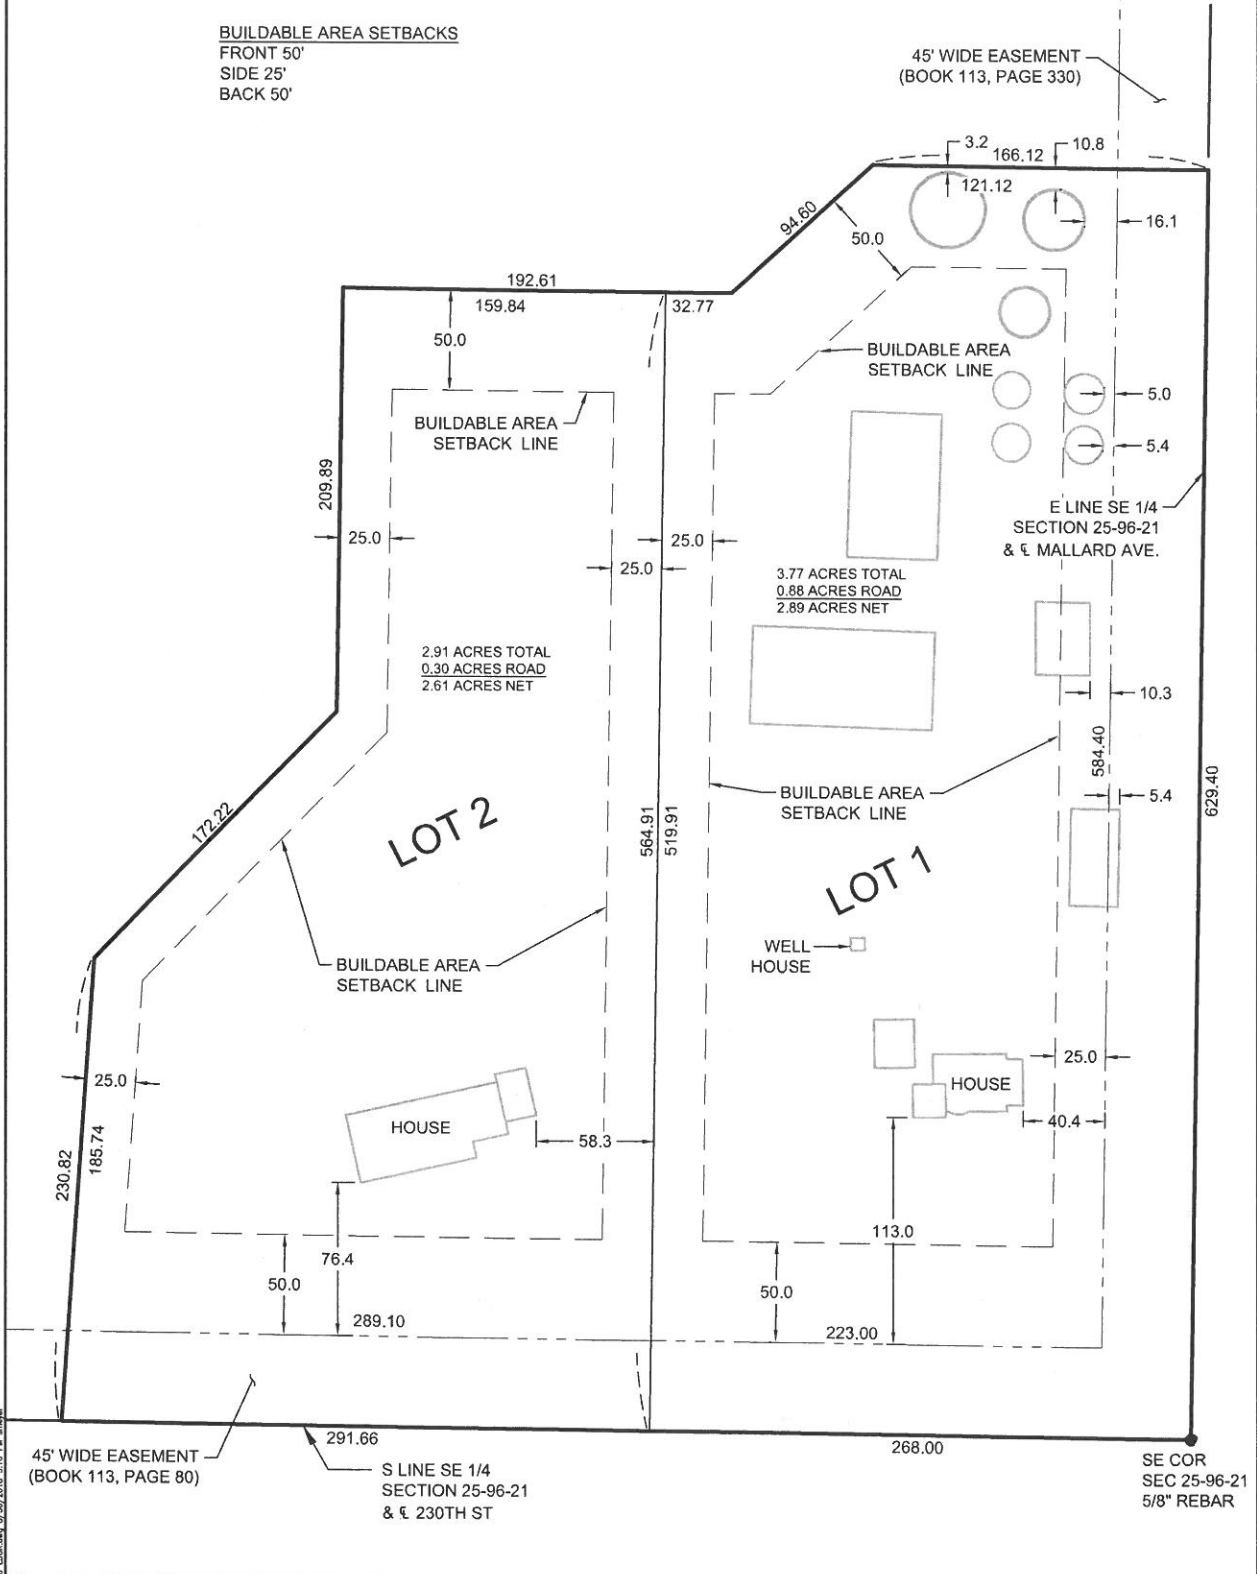 BUILDABLE AREA SETBACKS
FRONT 50'
SIDE 25'
BACK 50'
45' WIDE EASEMENT
(BOOK 113, PAGE 330)
3.2
166.12
10.8
121.12
16.1
94.60
50.0
192.61
159.84
32.77
50.0
BUILDABLE AREA
SETBACK LINE
5.0
BUILDABLE AREA
SETBACK LINE
5.4
209.89
E LINE SE 1/4
SECTION 25-96-21
& ℄ MALLARD AVE.
25.0
25.0
25.0
3.77 ACRES TOTAL
0.88 ACRES ROAD
2.89 ACRES NET
2.91 ACRES TOTAL
0.30 ACRES ROAD
2.61 ACRES NET
10.3
584.40
629.40
5.4
BUILDABLE AREA
SETBACK LINE
172.22
LOT 2
564.91
519.91
LOT 1
WELL
HOUSE
BUILDABLE AREA
SETBACK LINE
25.0
25.0
HOUSE
HOUSE
40.4
58.3
230.82
185.74
113.0
76.4
50.0
50.0
289.10
223.00
291.66
268.00
45' WIDE EASEMENT
(BOOK 113, PAGE 80)
S LINE SE 1/4
SECTION 25-96-21
& ℄ 230TH ST
SE COR
SEC 25-96-21
5/8" REBAR